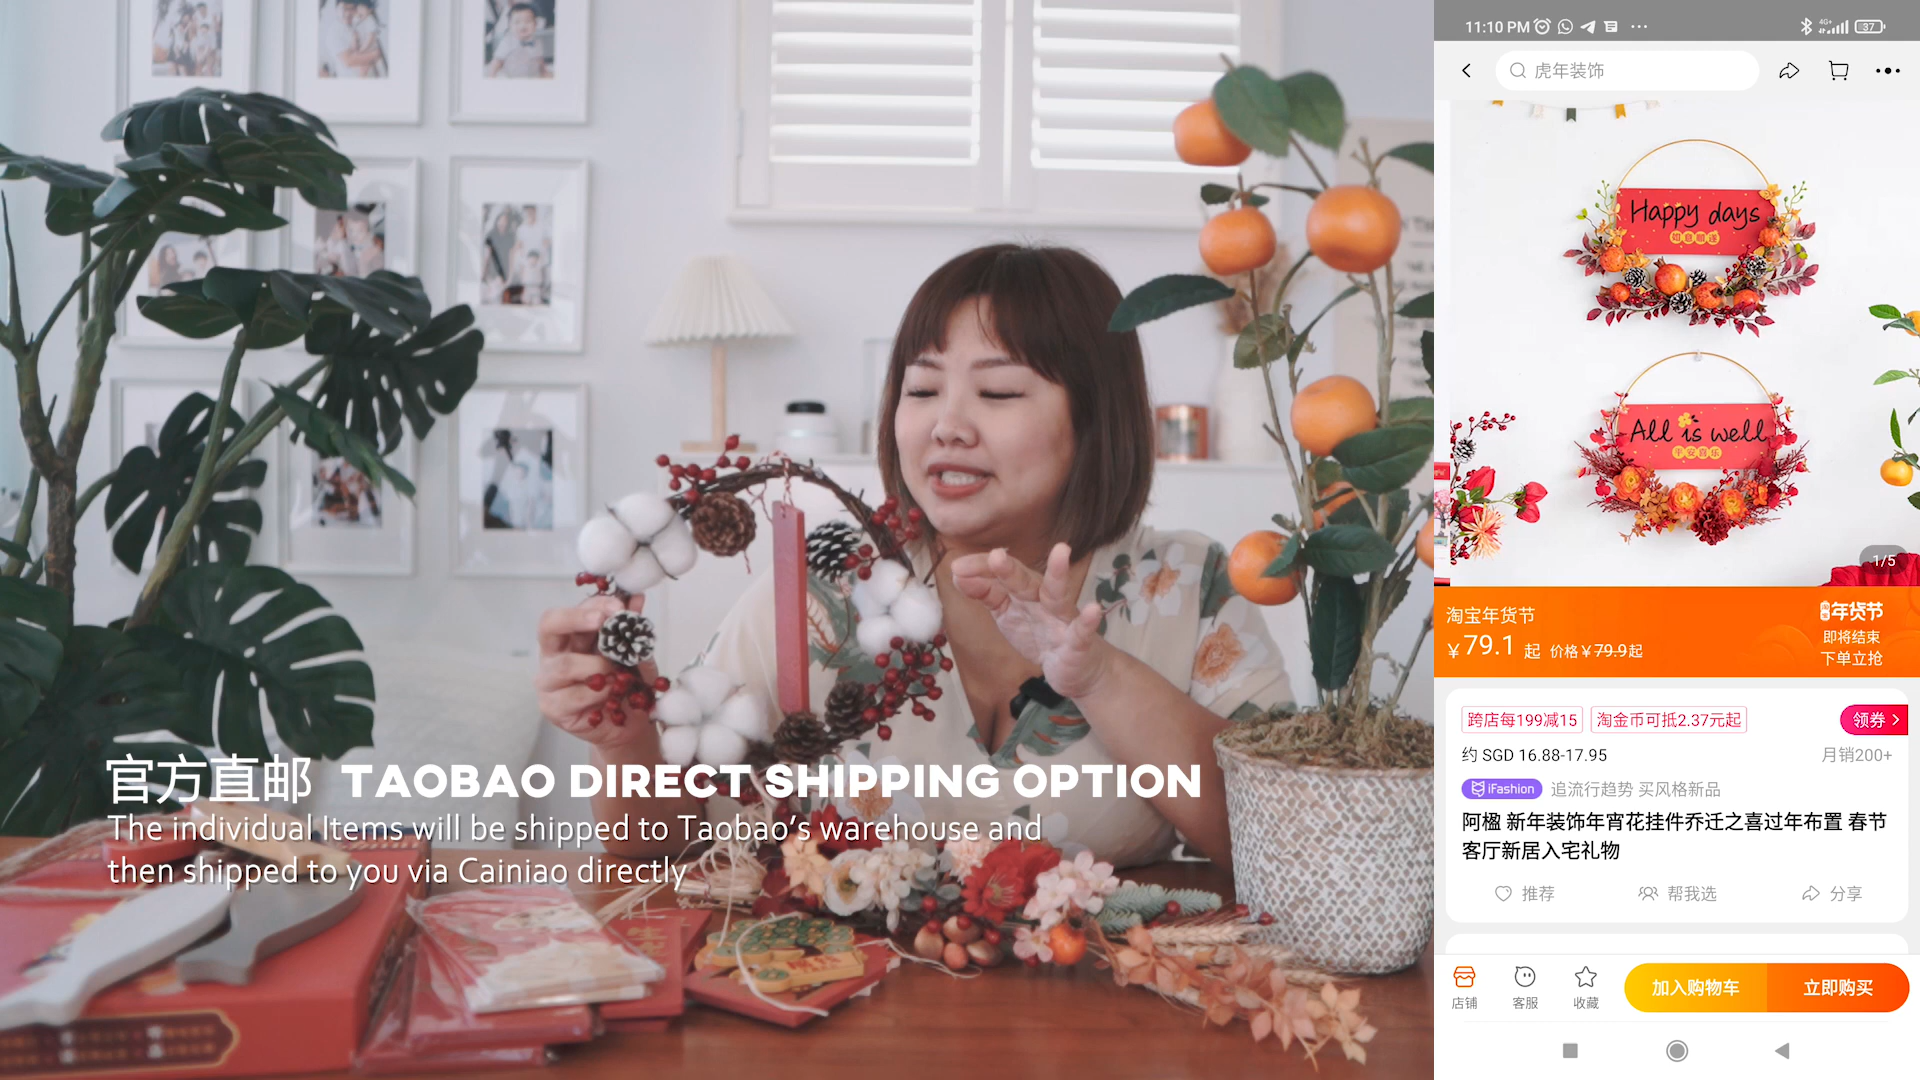 官方直邮 TAOBAO DIRECT SHIPPING OPTION
The individual Items will be shipped to Taobao's warehouse and
then shipped to you via Cainiao directly
11:10 PM
4G+
37
虎年装饰
Happy days
All is well
平安喜乐
1/5
淘宝年货节
¥79.1 起 价格¥79.9起
年货节
即将结束
下单立抢
跨店每199减15 淘金币可抵2.37元起 领券 >
约 SGD 16.88-17.95 月销200+
iFashion 追流行趋势 买风格新品
阿楹 新年装饰年宵花挂件乔迁之喜过年布置 春节
客厅新居入宅礼物
推荐 帮我选 分享
店铺 客服 收藏 加入购物车 立即购买